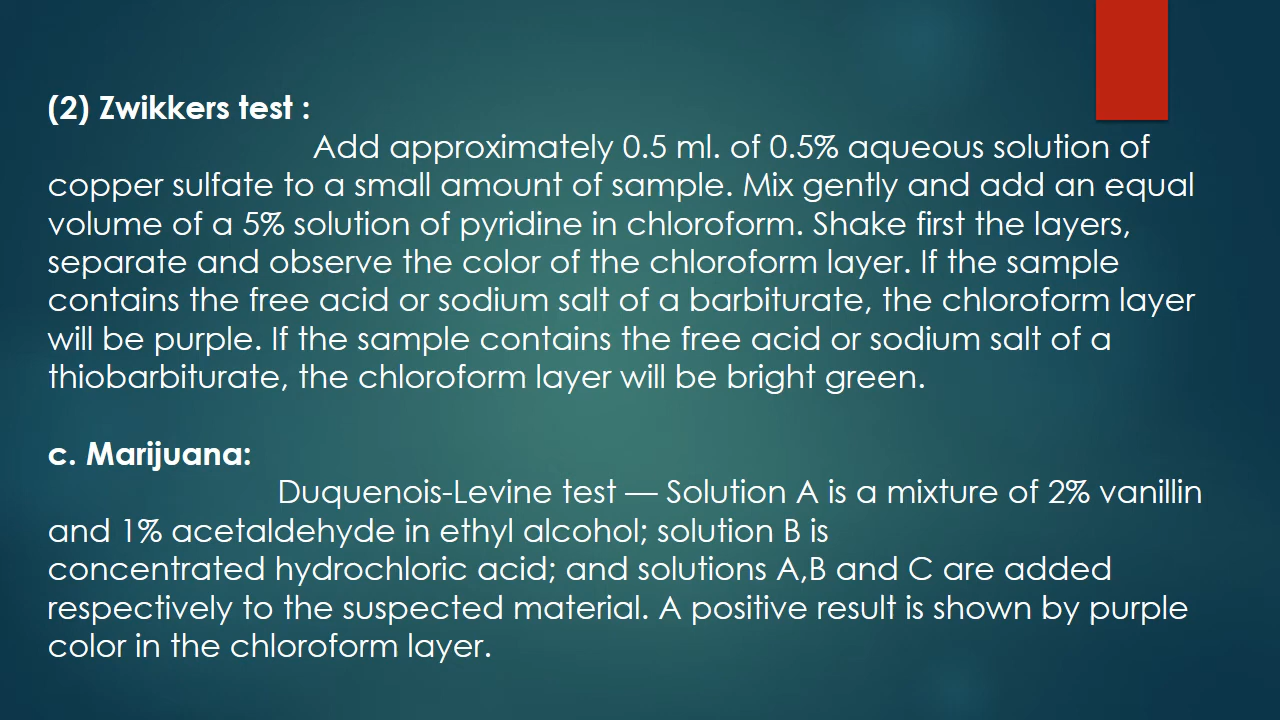 (2) Zwikkers test :
Add approximately 0.5 ml. of 0.5% aqueous solution of
copper sulfate to a small amount of sample. Mix gently and add an equal
volume of a 5% solution of pyridine in chloroform. Shake first the layers,
separate and observe the color of the chloroform layer. If the sample
contains the free acid or sodium salt of a barbiturate, the chloroform layer
will be purple. If the sample contains the free acid or sodium salt of a
thiobarbiturate, the chloroform layer will be bright green.
c. Marijuana:
Duquenois-Levine test — Solution A is a mixture of 2% vanillin
and 1% acetaldehyde in ethyl alcohol; solution B is
concentrated hydrochloric acid; and solutions A,B and C are added
respectively to the suspected material. A positive result is shown by purple
color in the chloroform layer.